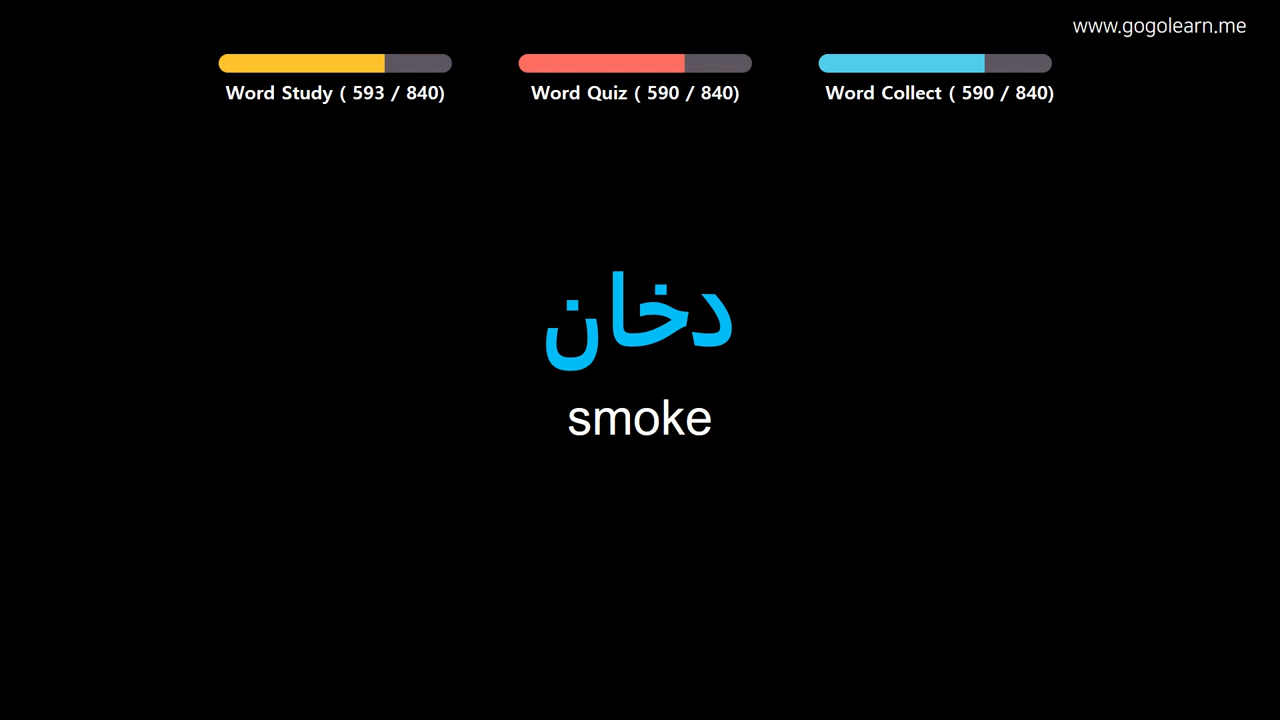 www.gogolearn.me
Word Study ( 593 / 840)
Word Quiz ( 590 / 840)
Word Collect ( 590 / 840)
دخان
smoke